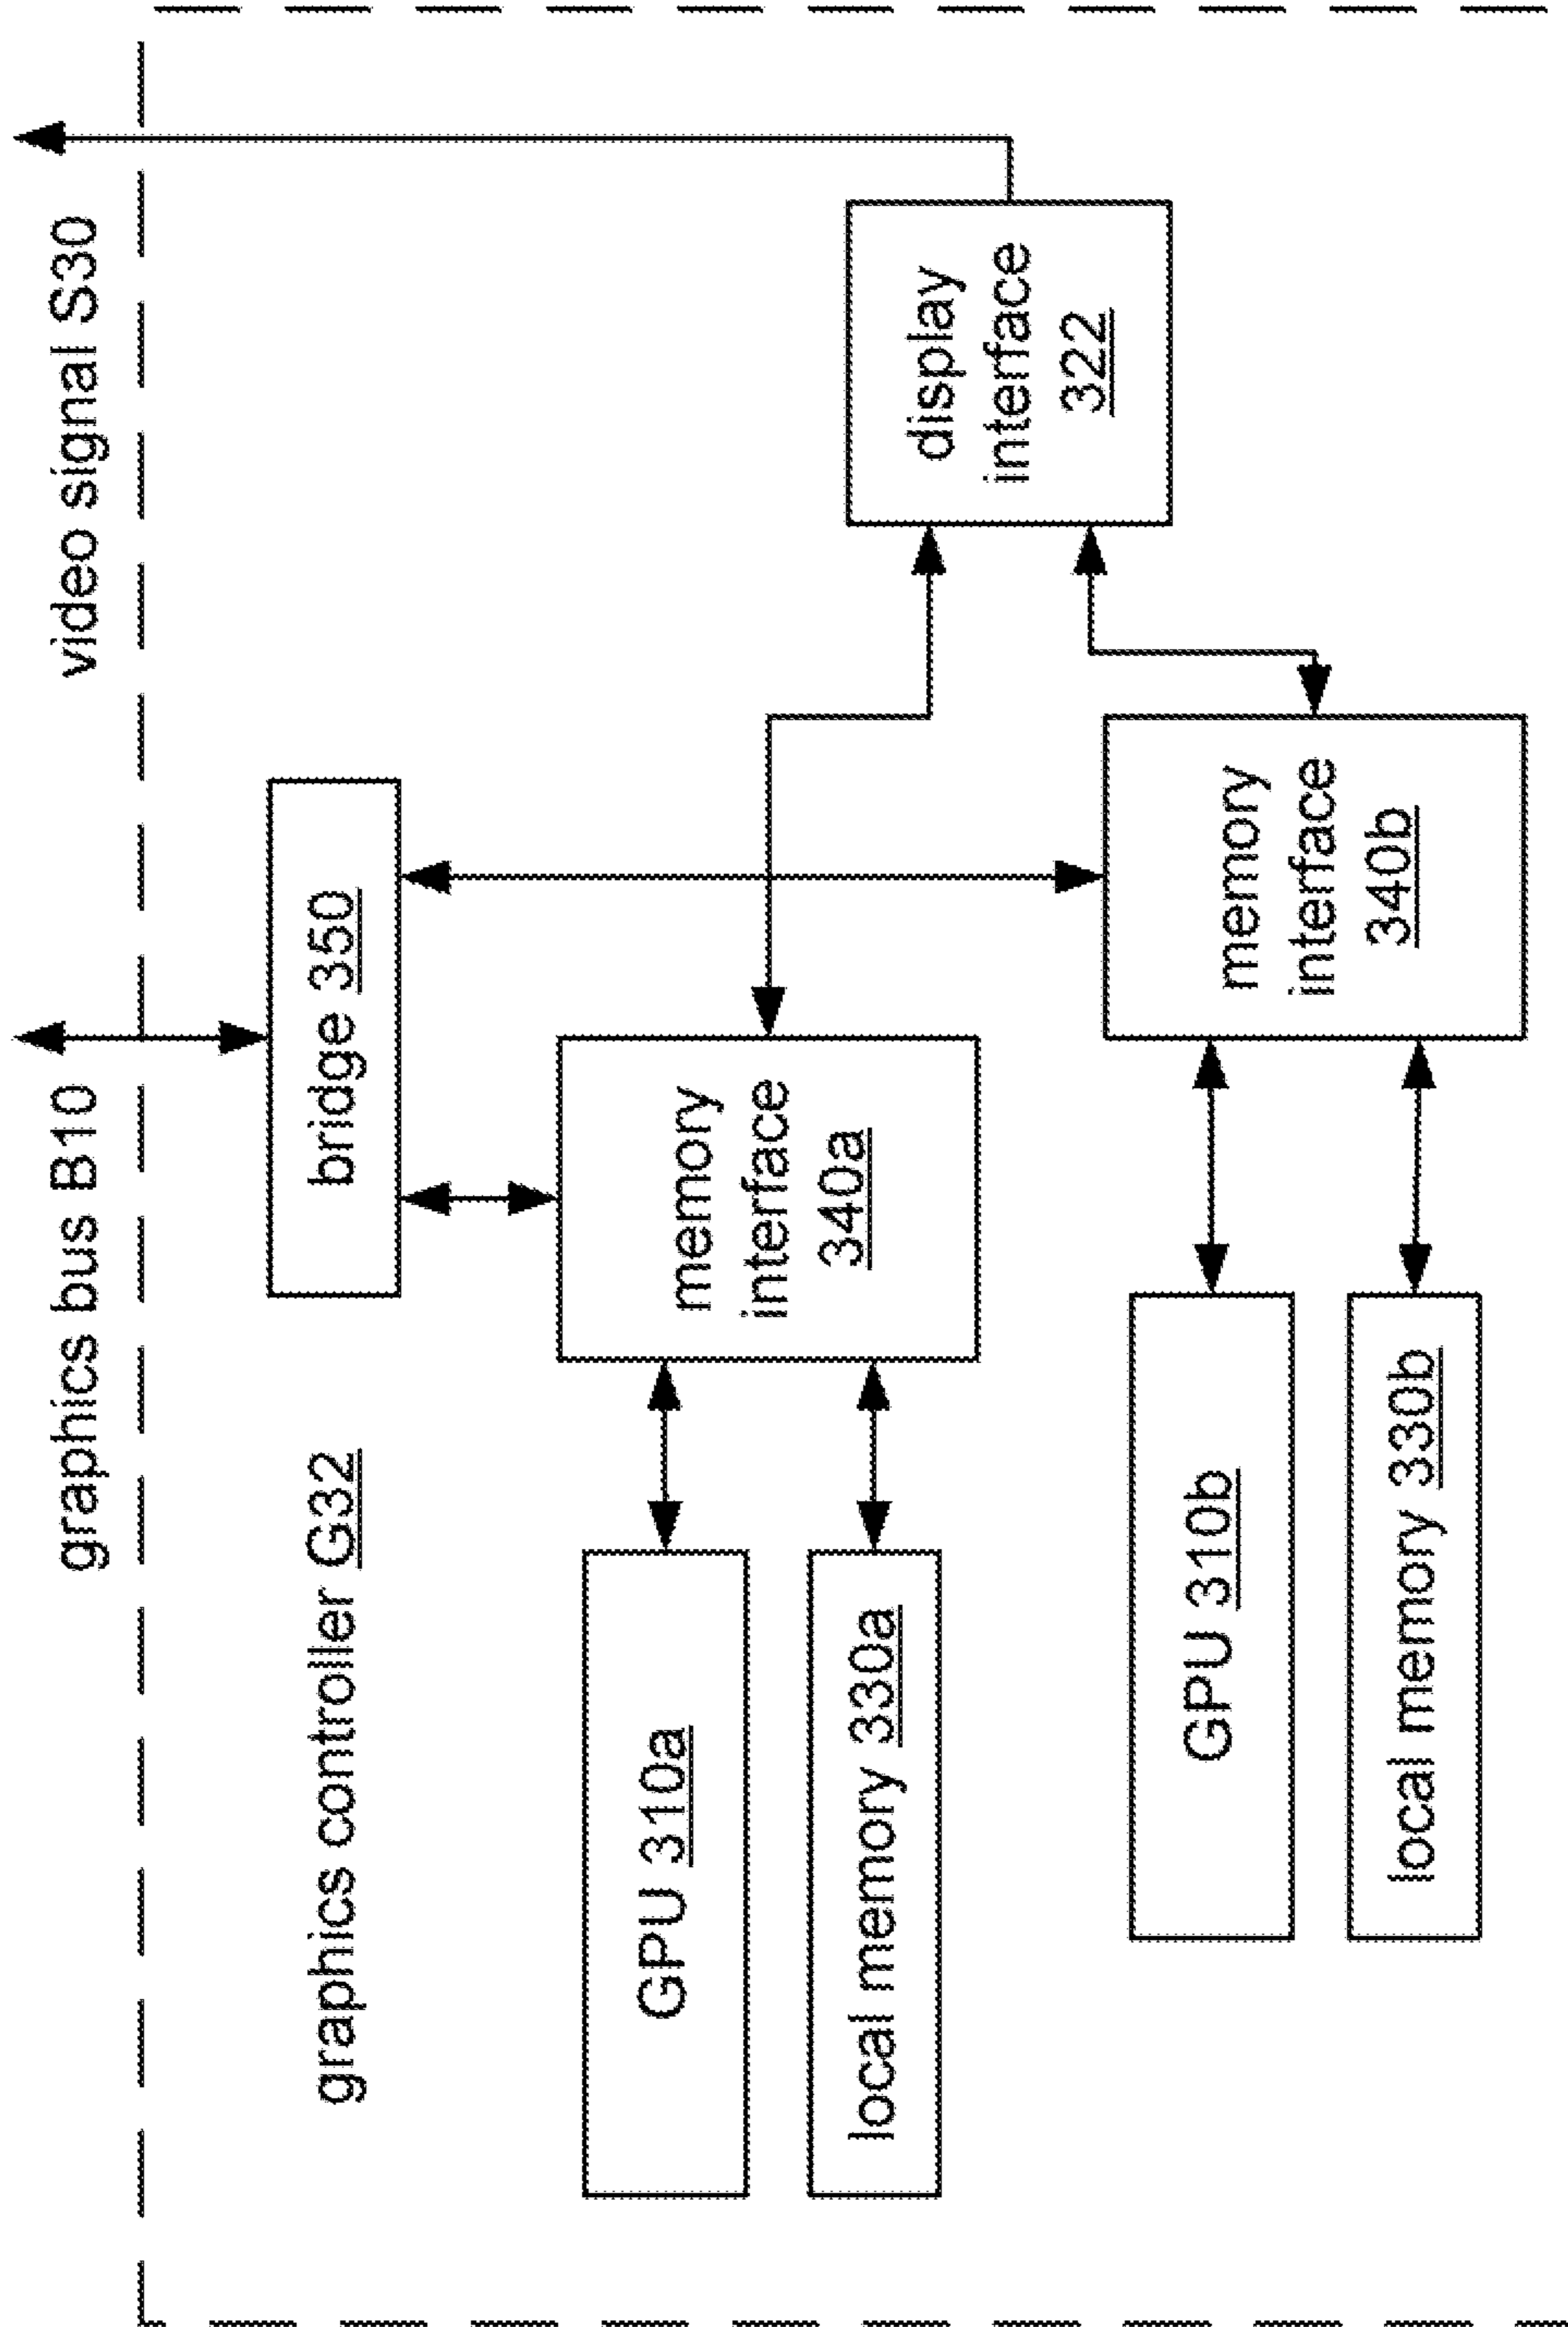 graphics bus B10
video signal S30
graphics controller G32
bridge 350
memory
interface
340a
GPU 310a
local memory 330a
display
interface
322
memory
interface
340b
GPU 310b
local memory 330b